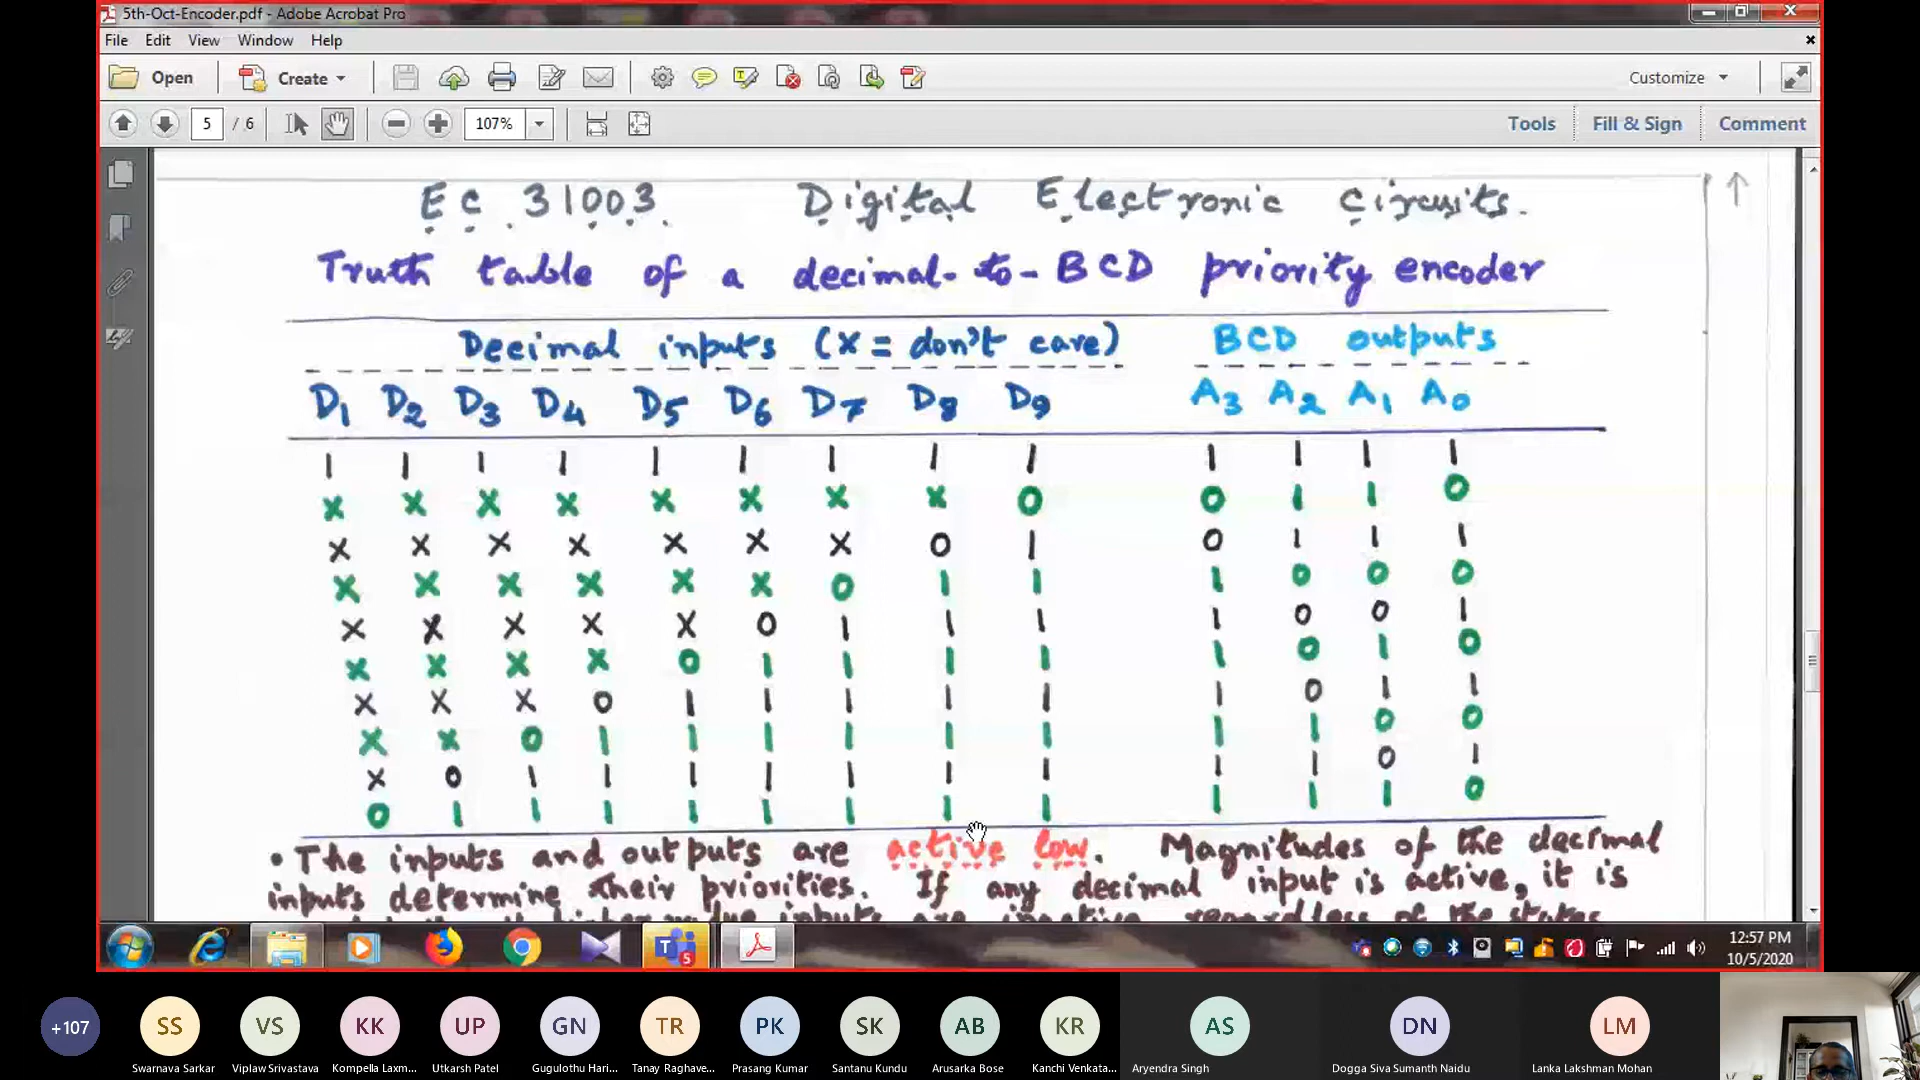 5th-Oct-Encoder.pdf - Adobe Acrobat Pro
File Edit View Window Help
Open Create Customize
5 / 6 107% Tools Fill & Sign Comment
EC 31003. Digital Electronic Circuits.
Truth table of a decimal-to-BCD priority encoder
Decimal inputs (X = don't care) BCD outputs
D1 D2 D3 D4 D5 D6 D7 D8 D9 A3 A2 A1 A0
1 1 1 1 1 1 1 1 1 1 1 1 1
X X X X X X X X 0 0 1 1 0
X X X X X X X 0 1 0 1 1 1
X X X X X X 0 1 1 1 0 0 0
X X X X X 0 1 1 1 1 0 0 1
X X X X 0 1 1 1 1 1 0 1 0
X X X 0 1 1 1 1 1 1 0 1 1
X X 0 1 1 1 1 1 1 1 1 0 0
X 0 1 1 1 1 1 1 1 1 1 0 1
0 1 1 1 1 1 1 1 1 1 1 1 0
• The inputs and outputs are active low. Magnitudes of the decimal
inputs determine their priorities. If any decimal input is active, it is
higher value inputs are inactive regardless of the states
5
12:57 PM
10/5/2020
+107 SS VS KK UP GN TR PK SK AB KR AS DN LM
Swarnava Sarkar Viplaw Srivastava Kompella Laxm... Utkarsh Patel Gugulothu Hari... Tanay Raghave... Prasang Kumar Santanu Kundu Arusarka Bose Kanchi Venkata... Aryendra Singh Dogga Siva Sumanth Naidu Lanka Lakshman Mohan